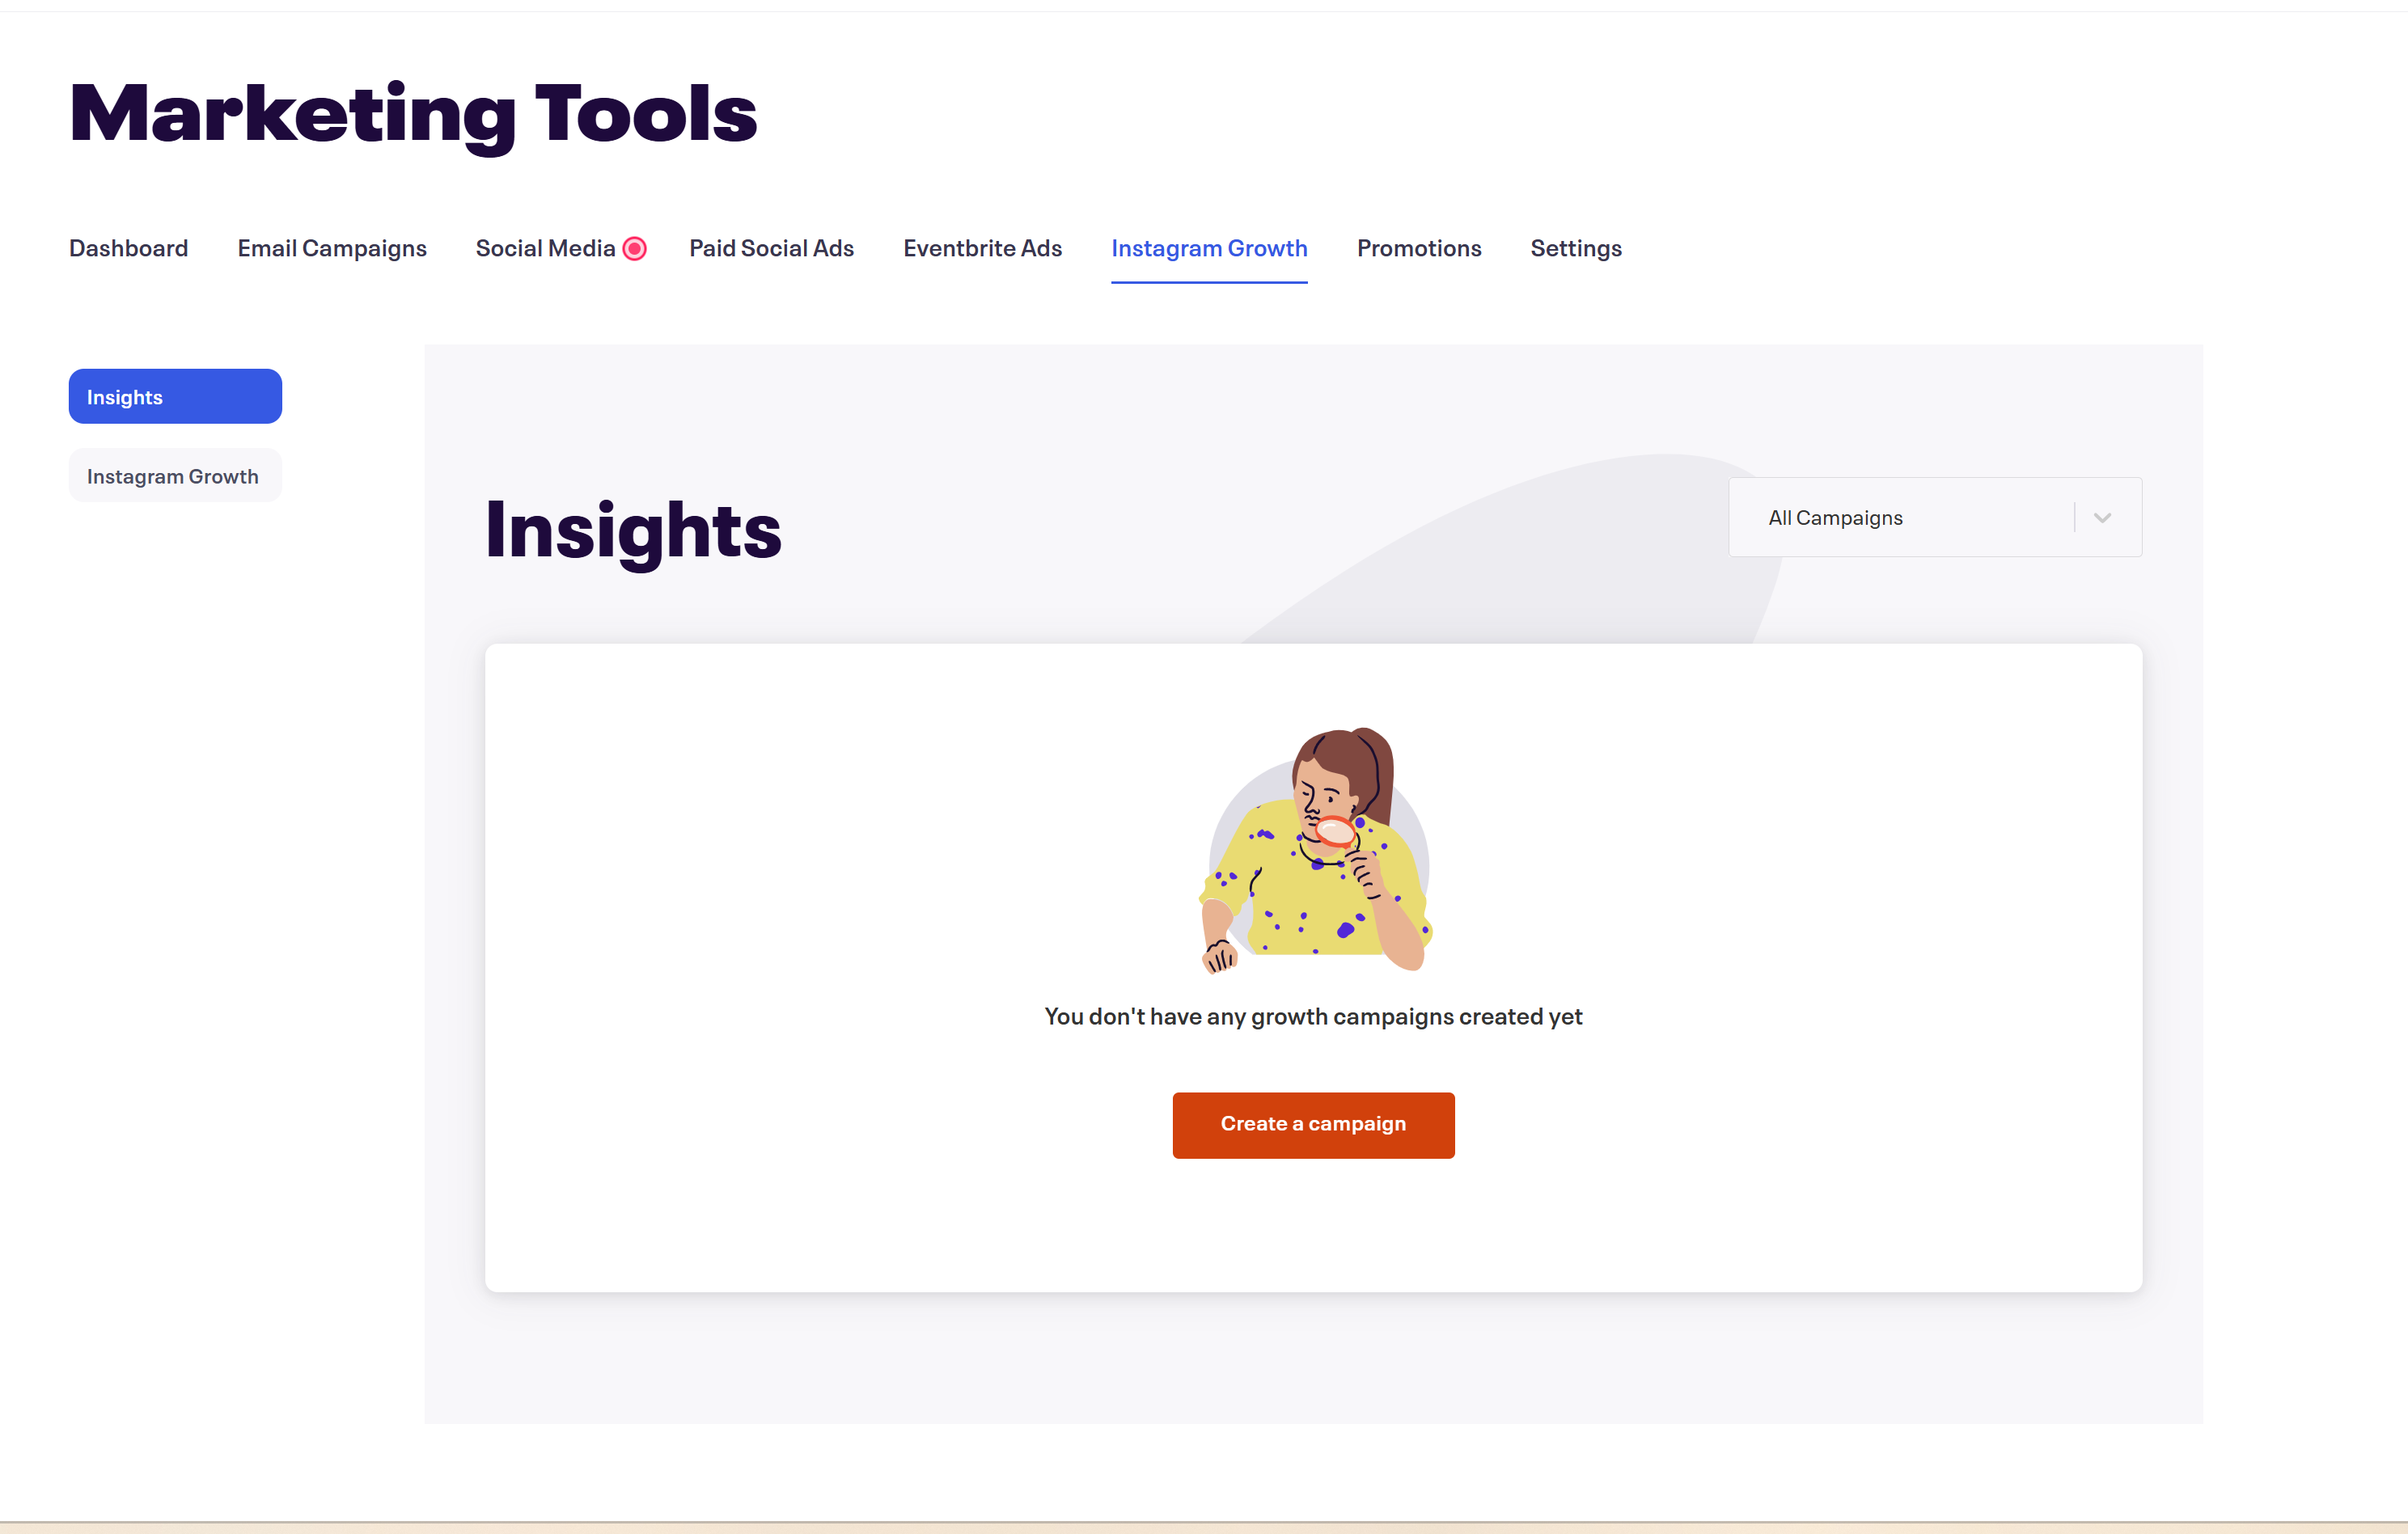 Marketing Tools
Dashboard Email Campaigns Social Media Paid Social Ads Eventbrite Ads Instagram Growth Promotions Settings
Insights
Instagram Growth
Insights
All Campaigns
You don't have any growth campaigns created yet
Create a campaign